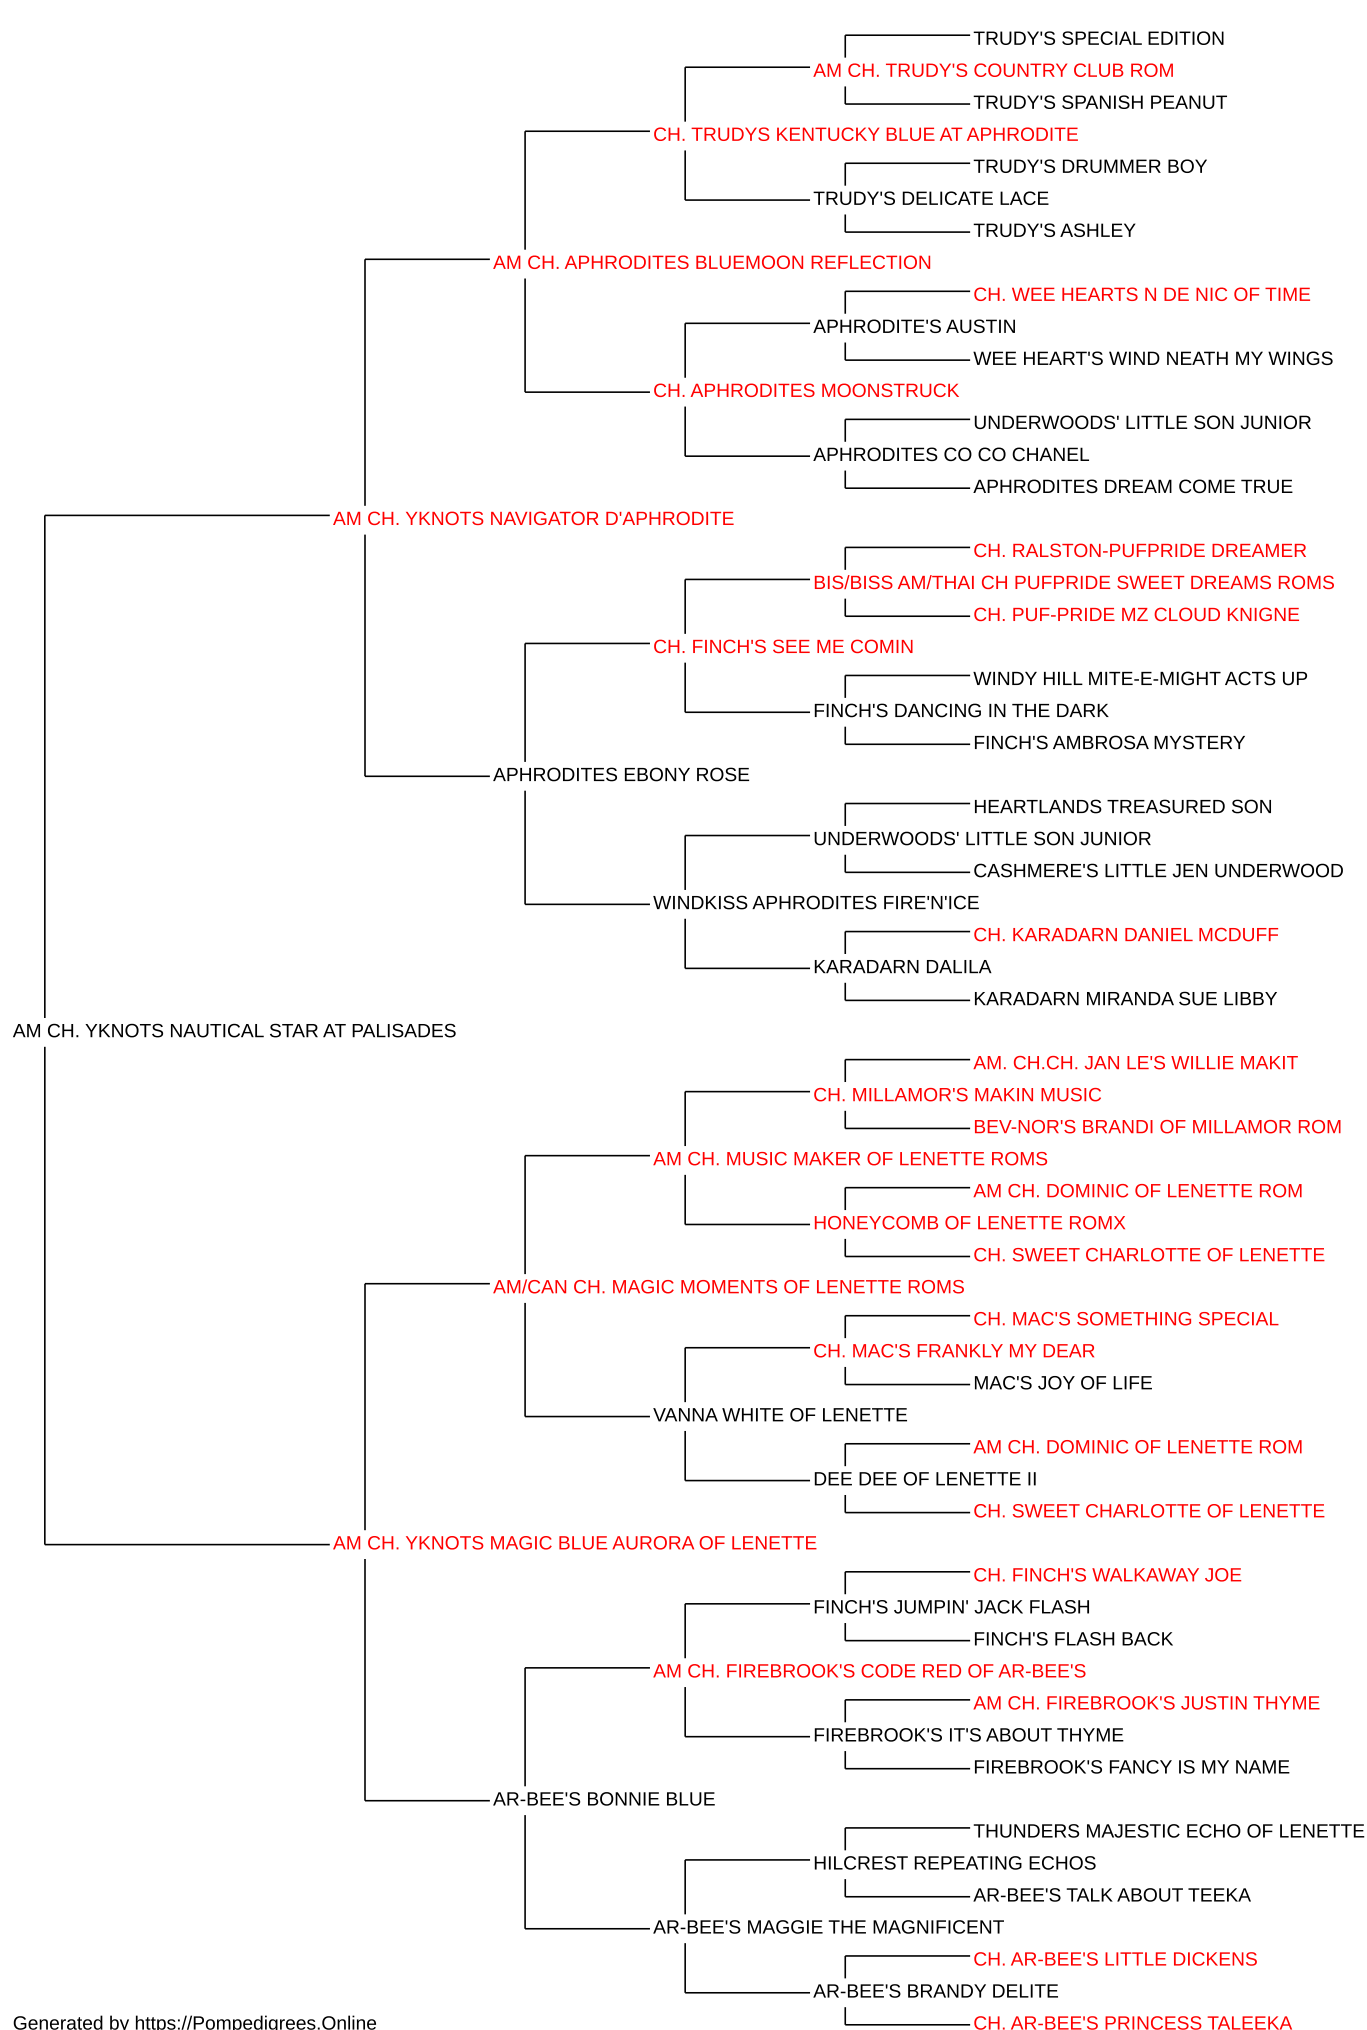 TRUDY'S SPECIAL EDITION
AM CH. TRUDY'S COUNTRY CLUB ROM
TRUDY'S SPANISH PEANUT
CH. TRUDYS KENTUCKY BLUE AT APHRODITE
TRUDY'S DRUMMER BOY
TRUDY'S DELICATE LACE
TRUDY'S ASHLEY
AM CH. APHRODITES BLUEMOON REFLECTION
CH. WEE HEARTS N DE NIC OF TIME
APHRODITE'S AUSTIN
WEE HEART'S WIND NEATH MY WINGS
CH. APHRODITES MOONSTRUCK
UNDERWOODS' LITTLE SON JUNIOR
APHRODITES CO CO CHANEL
APHRODITES DREAM COME TRUE
AM CH. YKNOTS NAVIGATOR D'APHRODITE
CH. RALSTON-PUFPRIDE DREAMER
BIS/BISS AM/THAI CH PUFPRIDE SWEET DREAMS ROMS
CH. PUF-PRIDE MZ CLOUD KNIGNE
CH. FINCH'S SEE ME COMIN
WINDY HILL MITE-E-MIGHT ACTS UP
FINCH'S DANCING IN THE DARK
FINCH'S AMBROSA MYSTERY
APHRODITES EBONY ROSE
HEARTLANDS TREASURED SON
UNDERWOODS' LITTLE SON JUNIOR
CASHMERE'S LITTLE JEN UNDERWOOD
WINDKISS APHRODITES FIRE'N'ICE
CH. KARADARN DANIEL MCDUFF
KARADARN DALILA
KARADARN MIRANDA SUE LIBBY
AM CH. YKNOTS NAUTICAL STAR AT PALISADES
AM. CH.CH. JAN LE'S WILLIE MAKIT
CH. MILLAMOR'S MAKIN MUSIC
BEV-NOR'S BRANDI OF MILLAMOR ROM
AM CH. MUSIC MAKER OF LENETTE ROMS
AM CH. DOMINIC OF LENETTE ROM
HONEYCOMB OF LENETTE ROMX
CH. SWEET CHARLOTTE OF LENETTE
AM/CAN CH. MAGIC MOMENTS OF LENETTE ROMS
CH. MAC'S SOMETHING SPECIAL
CH. MAC'S FRANKLY MY DEAR
MAC'S JOY OF LIFE
VANNA WHITE OF LENETTE
AM CH. DOMINIC OF LENETTE ROM
DEE DEE OF LENETTE II
CH. SWEET CHARLOTTE OF LENETTE
AM CH. YKNOTS MAGIC BLUE AURORA OF LENETTE
CH. FINCH'S WALKAWAY JOE
FINCH'S JUMPIN' JACK FLASH
FINCH'S FLASH BACK
AM CH. FIREBROOK'S CODE RED OF AR-BEE'S
AM CH. FIREBROOK'S JUSTIN THYME
FIREBROOK'S IT'S ABOUT THYME
FIREBROOK'S FANCY IS MY NAME
AR-BEE'S BONNIE BLUE
THUNDERS MAJESTIC ECHO OF LENETTE
HILCREST REPEATING ECHOS
AR-BEE'S TALK ABOUT TEEKA
AR-BEE'S MAGGIE THE MAGNIFICENT
CH. AR-BEE'S LITTLE DICKENS
AR-BEE'S BRANDY DELITE
CH. AR-BEE'S PRINCESS TALEEKA
Generated by https://Pompedigrees.Online